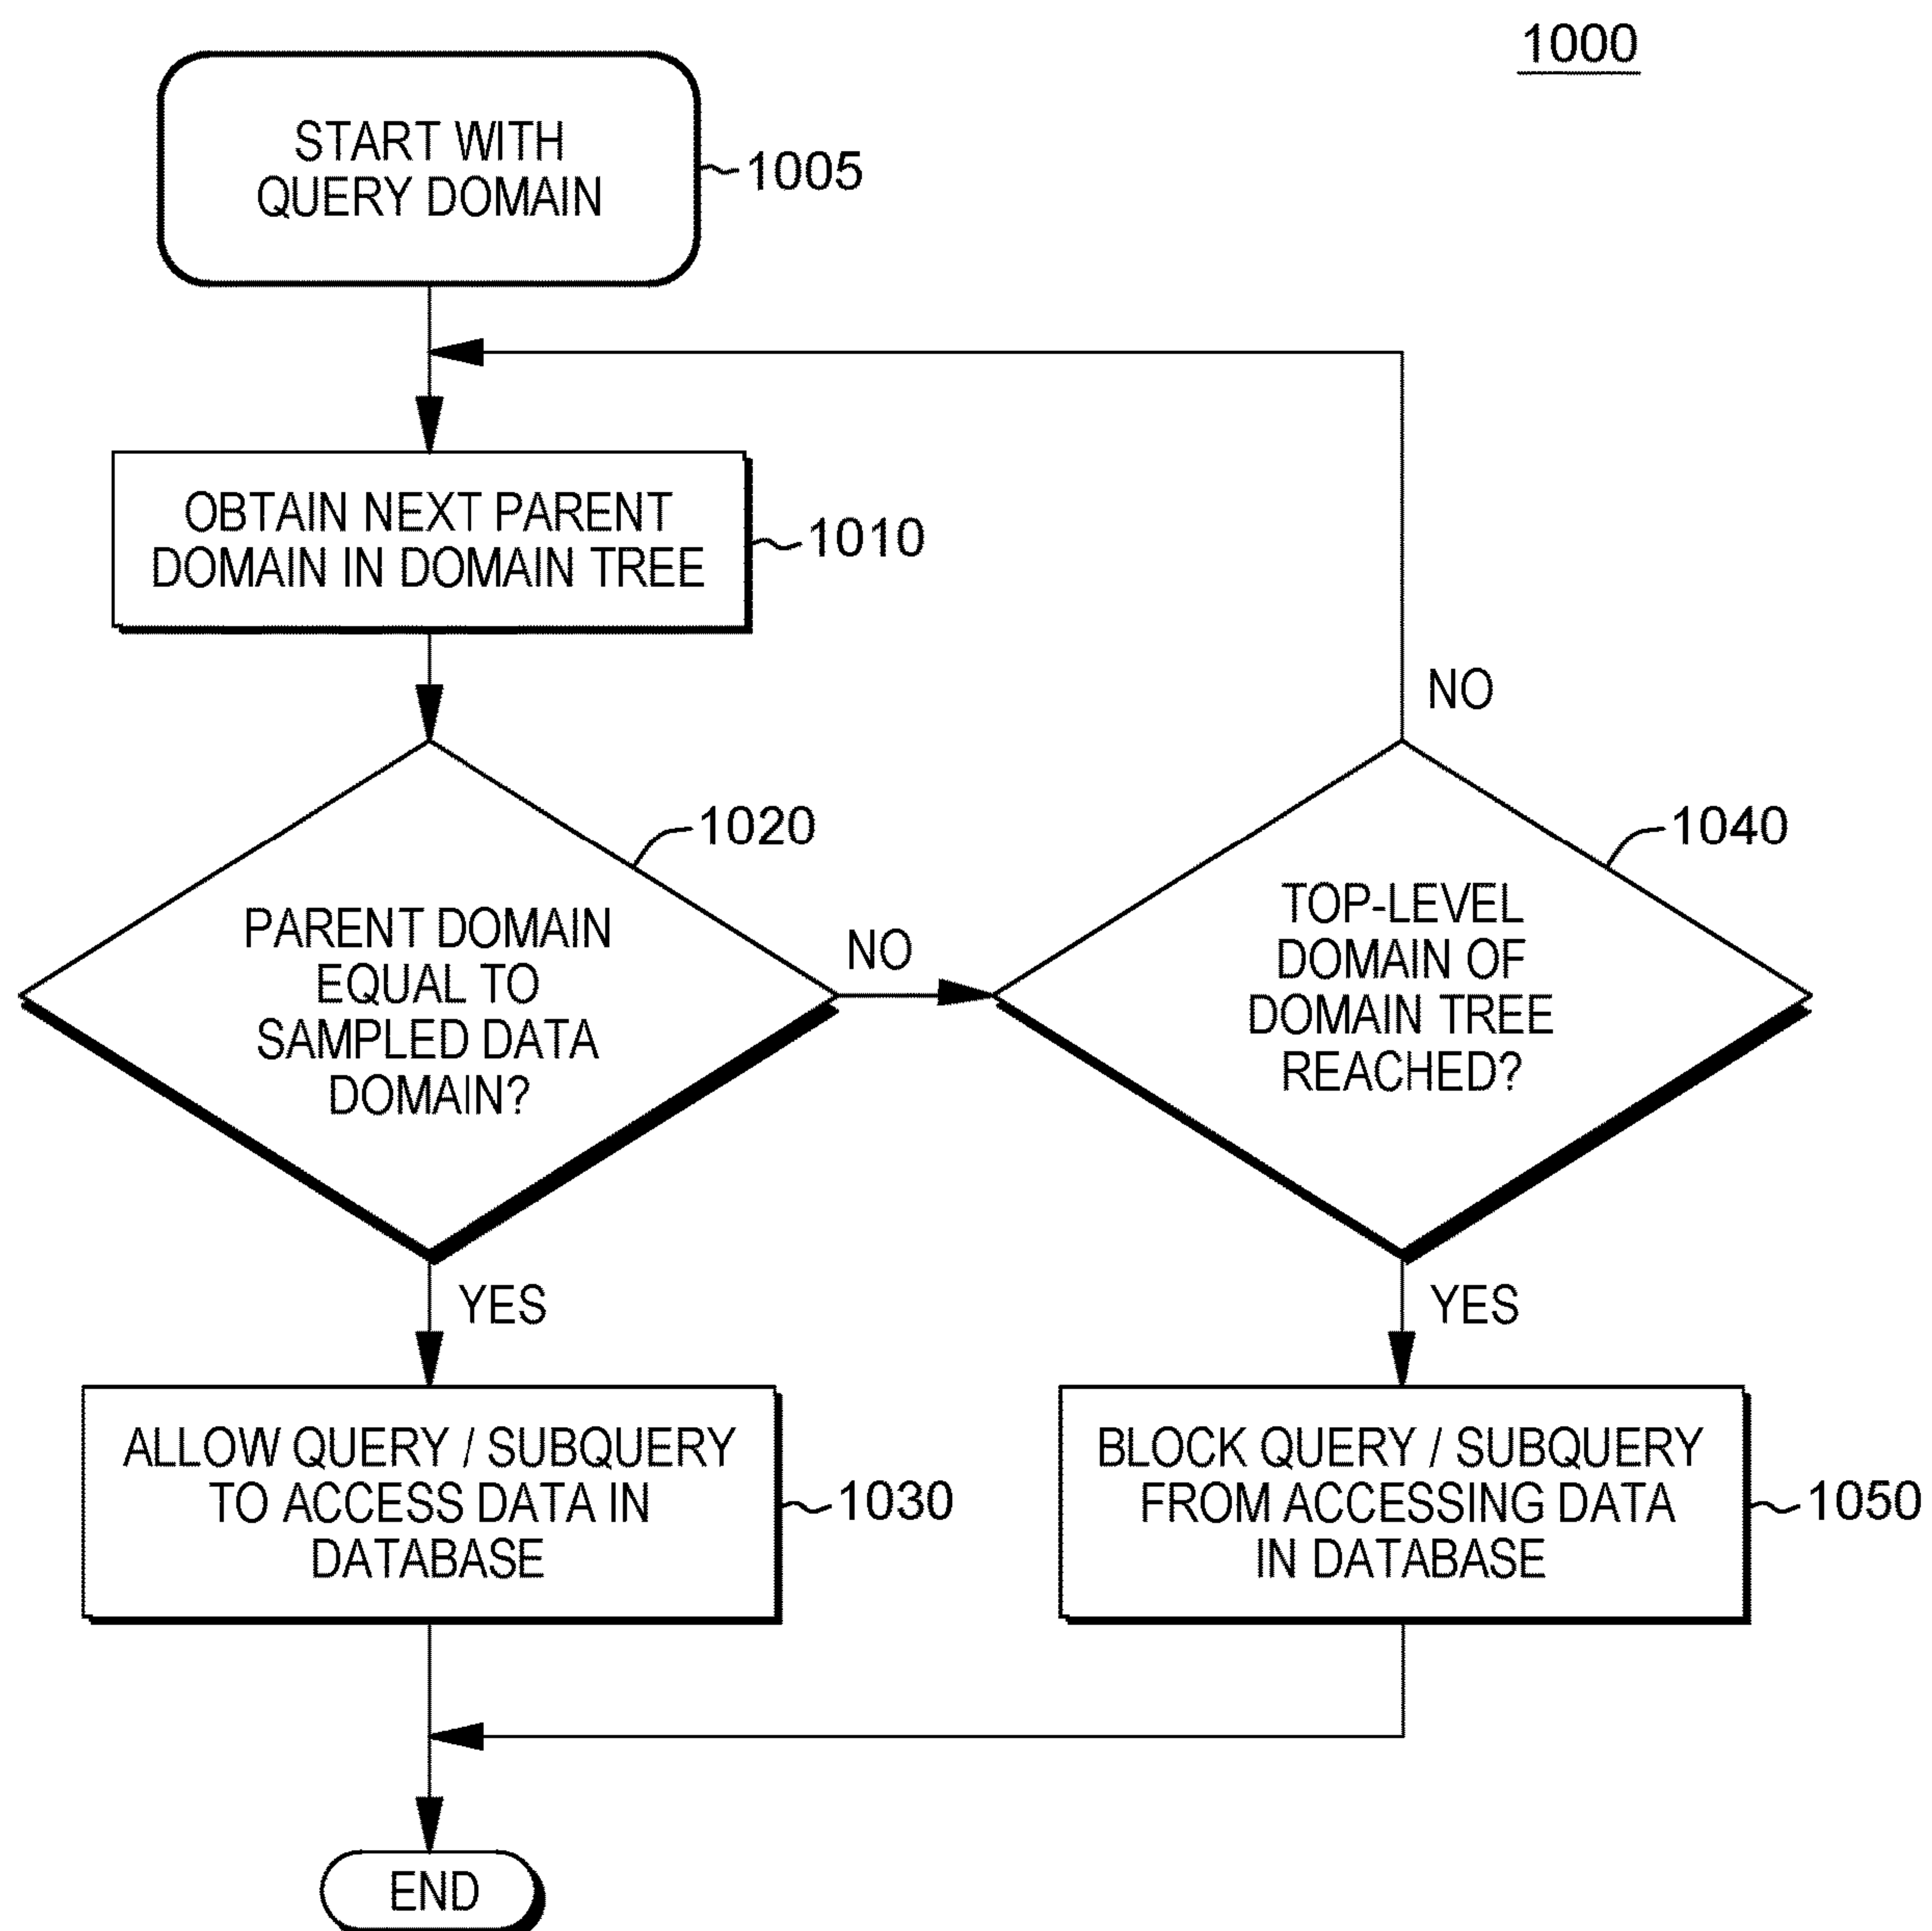 1000
START WITH
QUERY DOMAIN
1005
OBTAIN NEXT PARENT
DOMAIN IN DOMAIN TREE
1010
NO
1020
PARENT DOMAIN
EQUAL TO
SAMPLED DATA
DOMAIN?
NO
1040
TOP-LEVEL
DOMAIN OF
DOMAIN TREE
REACHED?
YES
YES
ALLOW QUERY / SUBQUERY
TO ACCESS DATA IN
DATABASE
1030
BLOCK QUERY / SUBQUERY
FROM ACCESSING DATA
IN DATABASE
1050
END